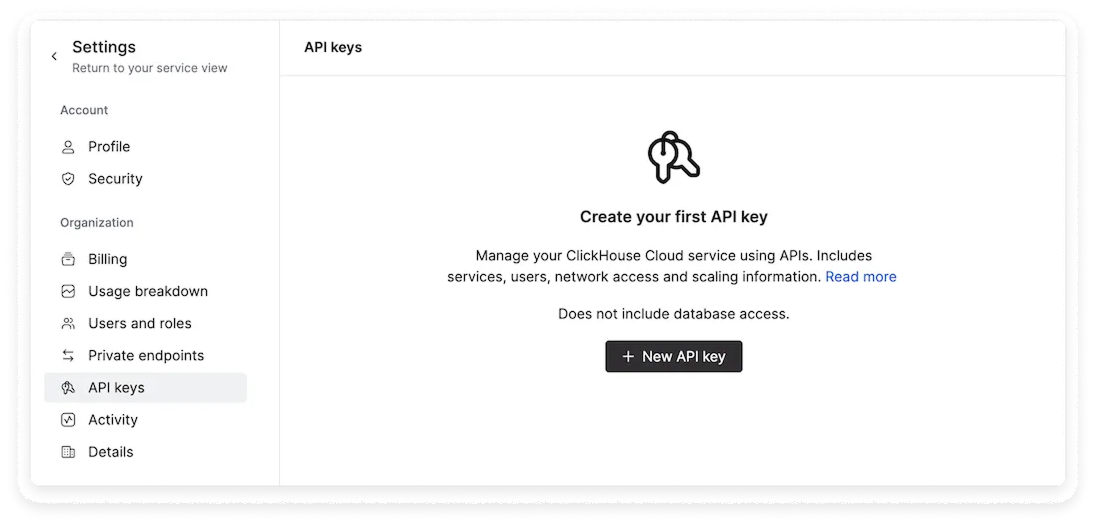 Settings
Return to your service view
Account
Profile
Security
Organization
Billing
Usage breakdown
Users and roles
Private endpoints
API keys
Activity
Details
API keys
Create your first API key
Manage your ClickHouse Cloud service using APIs. Includes
services, users, network access and scaling information. Read more
Does not include database access.
+ New API key